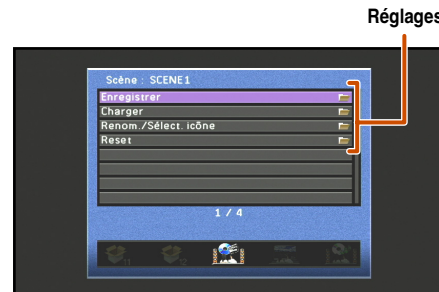 Réglages
Scène : SCENE1
Enregistrer
Charger
Renom./Sélect. icône
Reset
1 / 4